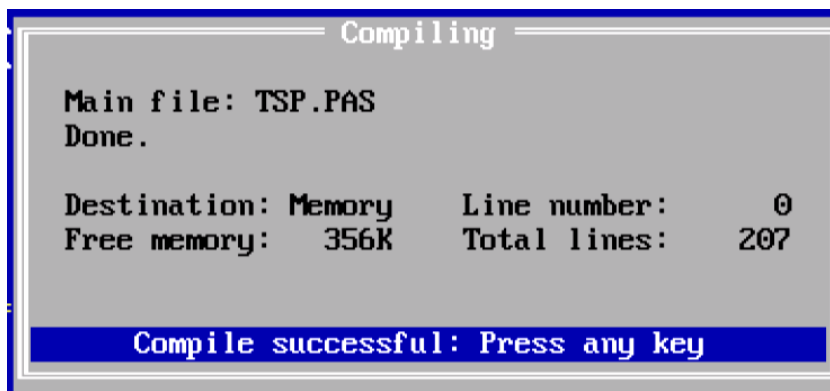 Compiling
Main file: TSP.PAS
Done.
Destination: Memory Line number: 0
Free memory: 356K Total lines: 207
Compile successful: Press any key